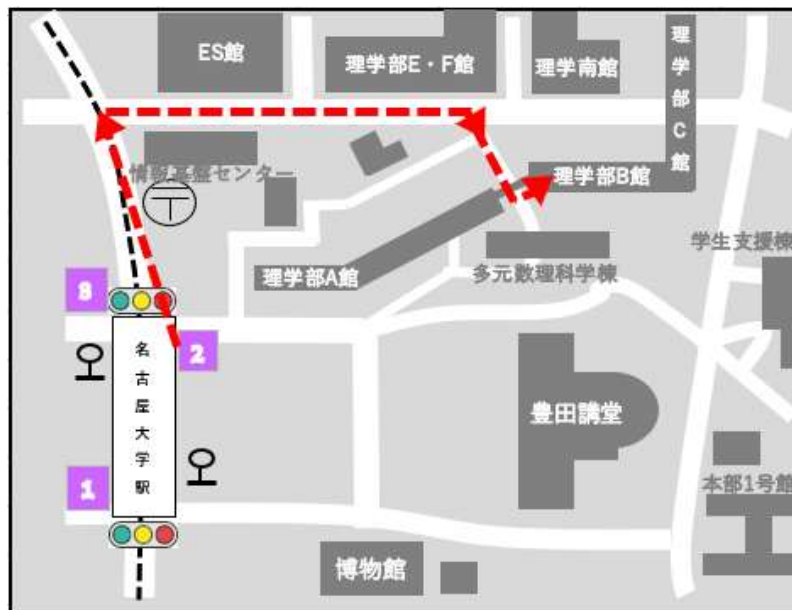 ES館
理学部E・F館
理学南館
理学部C館
情報基盤センター
理学部B館
理学部A館
多元数理科学棟
学生支援棟
3
2
名古屋大学駅
豊田講堂
1
本部1号館
博物館